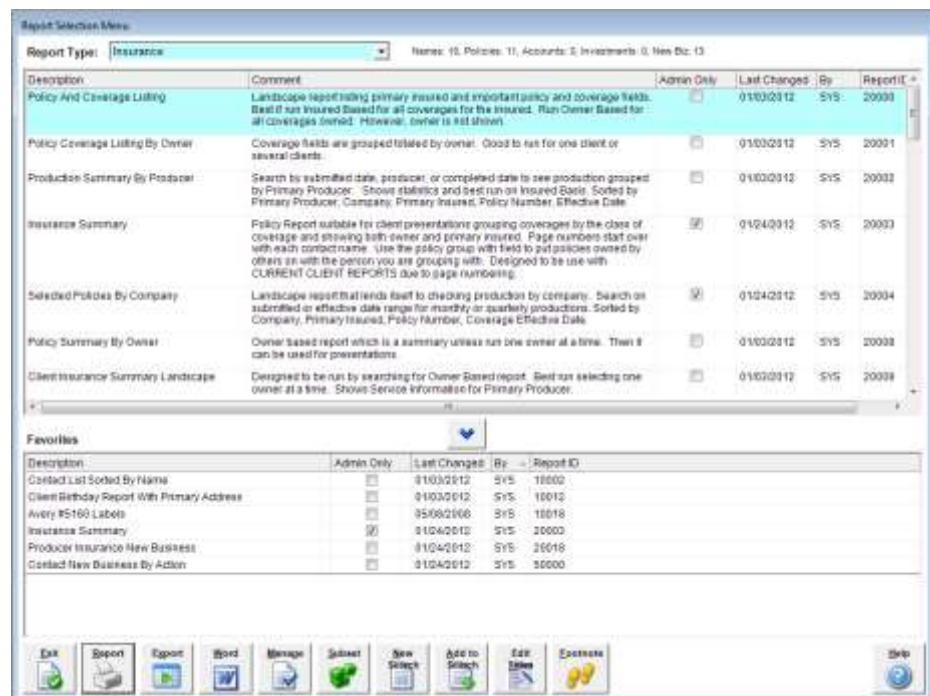 Report Selection Menu
Report Type: Insurance Names: 10, Policies: 11, Accounts: 0, Investments: 0, New Biz: 13
Description Comment Admin Only Last Changed By Report ID
Policy And Coverage Listing Landscape report listing primary insured and important policy and coverage fields. 01/03/2012 SYS 20000
Best if run Insured Based for all coverages for the insured. Run Owner Based for
all coverages owned. However, owner is not shown.
Policy Coverage Listing By Owner Coverage fields are grouped totaled by owner. Good to run for one client or 01/03/2012 SYS 20001
several clients.
Production Summary By Producer Search by submitted date, producer, or completed date to see production grouped 01/03/2012 SYS 20002
by Primary Producer. Shows statistics and best run on Insured Basis. Sorted by
Primary Producer, Company, Primary Insured, Policy Number, Effective Date
Insurance Summary Policy Report suitable for client presentations grouping coverages by the class of 01/24/2012 SYS 20003
coverage and showing both owner and primary insured. Page numbers start over
with each contact name. Use the policy group with field to put policies owned by
others on with the person you are grouping with. Designed to be use with
CURRENT CLIENT REPORTS due to page numbering.
Selected Policies By Company Landscape report that lends itself to checking production by company. Search on 01/24/2012 SYS 20004
submitted or effective date range for monthly or quarterly productions. Sorted by
Company, Primary Insured, Policy Number, Coverage Effective Date
Policy Summary By Owner Owner based report which is a summary unless run one owner at a time. Then it 01/03/2012 SYS 20008
can be used for presentations.
Client Insurance Summary Landscape Designed to be run by searching for Owner Based report. Best run selecting one 01/03/2012 SYS 20009
owner at a time. Shows Service Information for Primary Producer.
Favorites
Description Admin Only Last Changed By Report ID
Contact List Sorted By Name 01/03/2012 SYS 10002
Client Birthday Report With Primary Address 01/03/2012 SYS 10012
Avery #5160 Labels 05/08/2008 SYS 10018
Insurance Summary 01/24/2012 SYS 20003
Producer Insurance New Business 01/24/2012 SYS 20018
Contact New Business By Action 01/24/2012 SYS 50000
Exit Report Export Word Manage Subset New Search Add to Search Edit Titles Footnote Help